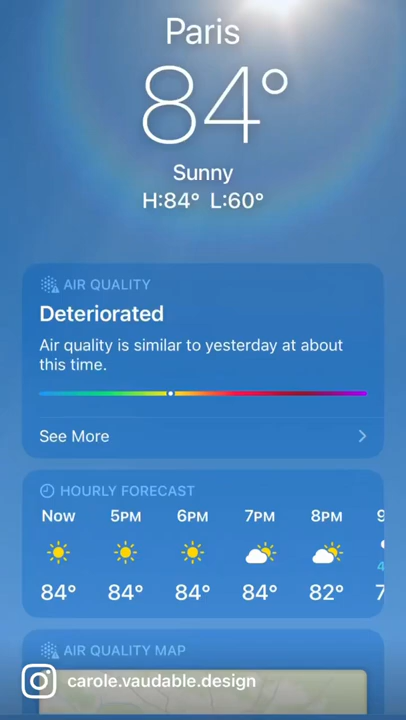 Paris
84°
Sunny
H:84° L:60°
AIR QUALITY
Deteriorated
Air quality is similar to yesterday at about
this time.
See More
HOURLY FORECAST
Now 5PM 6PM 7PM 8PM
84° 84° 84° 84° 82°
AIR QUALITY MAP
carole.vaudable.design